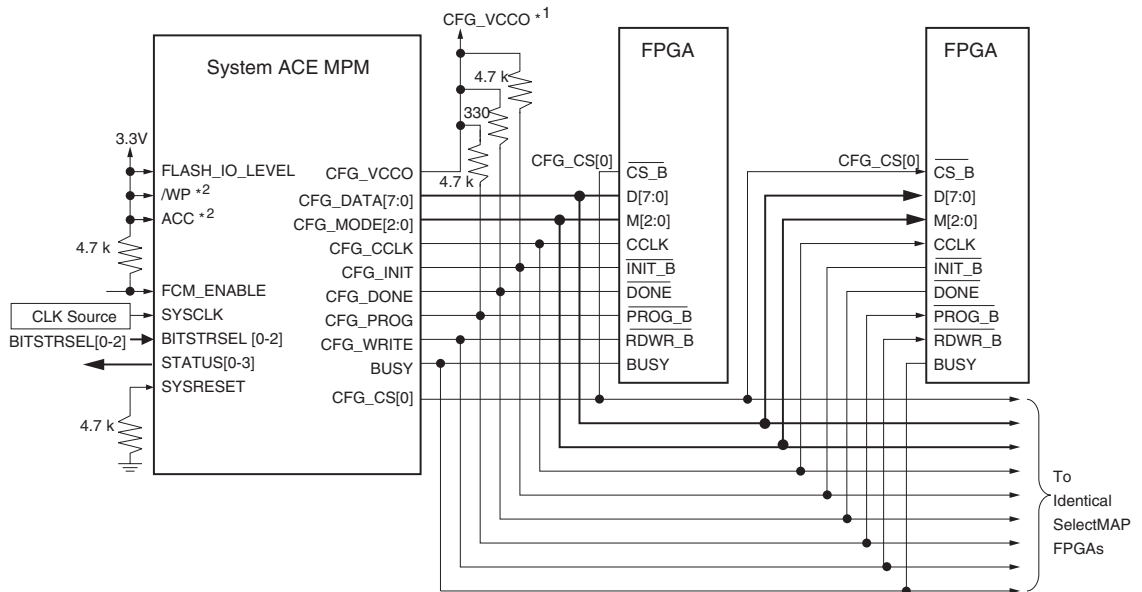 CFG_VCCO *1
System ACE MPM
FPGA
FPGA
4.7 k
330
4.7 k
3.3V
FLASH_IO_LEVEL
/WP *2
ACC *2
4.7 k
FCM_ENABLE
CLK Source
SYSCLK
BITSTRSEL[0-2]
BITSTRSEL [0-2]
STATUS[0-3]
SYSRESET
4.7 k
CFG_VCCO
CFG_DATA[7:0]
CFG_MODE[2:0]
CFG_CCLK
CFG_INIT
CFG_DONE
CFG_PROG
CFG_WRITE
BUSY
CFG_CS[0]
CFG_CS[0]
CS_B
D[7:0]
M[2:0]
CCLK
INIT_B
DONE
PROG_B
RDWR_B
BUSY
CFG_CS[0]
CS_B
D[7:0]
M[2:0]
CCLK
INIT_B
DONE
PROG_B
RDWR_B
BUSY
To
Identical
SelectMAP
FPGAs